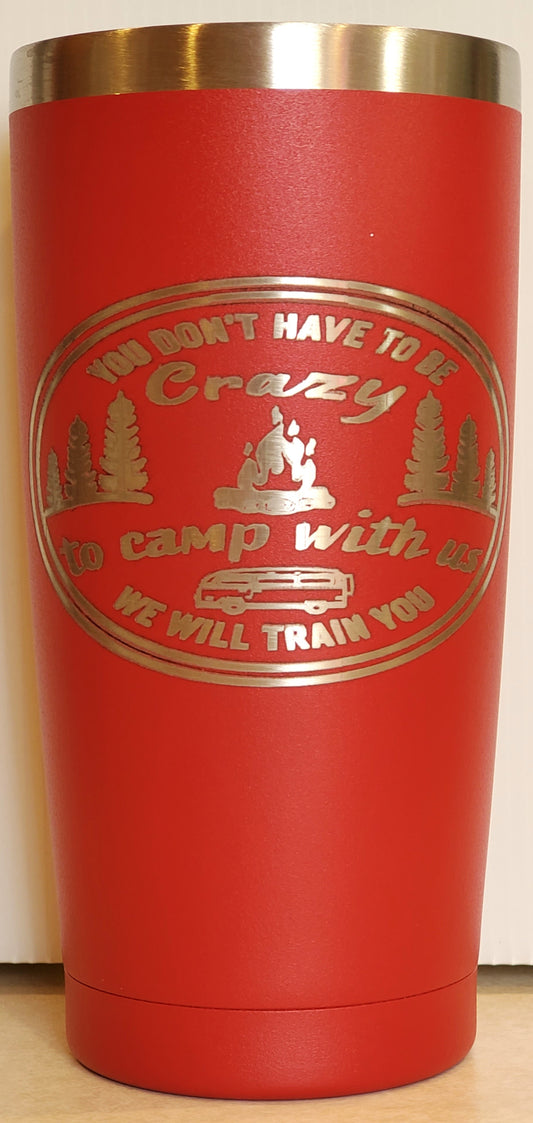 YOU DON'T HAVE TO BE
Crazy
to camp with us
WE WILL TRAIN YOU